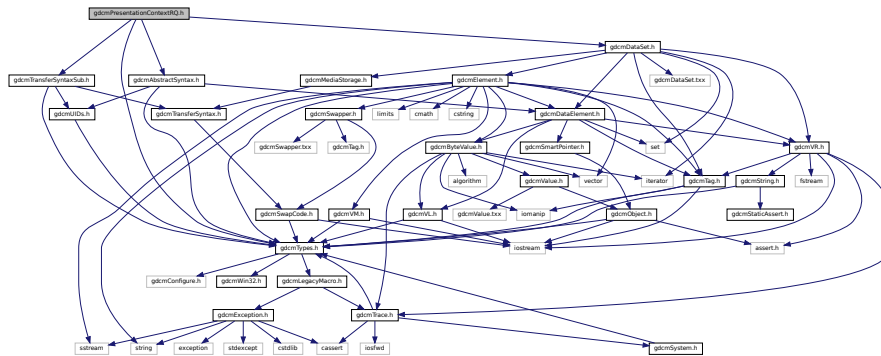 gdcmPresentationContextRQ.h
gdcmDataSet.h
gdcmTransferSyntaxSub.h
gdcmAbstractSyntax.h
gdcmMediaStorage.h
gdcmElement.h
gdcmDataSet.txx
gdcmUIDs.h
gdcmTransferSyntax.h
gdcmSwapper.h
limits
cmath
cstring
gdcmDataElement.h
gdcmSwapper.txx
gdcmTag.h
gdcmByteValue.h
gdcmSmartPointer.h
set
gdcmVR.h
algorithm
gdcmValue.h
vector
iterator
gdcmTag.h
gdcmString.h
fstream
gdcmSwapCode.h
gdcmVM.h
gdcmVL.h
gdcmValue.txx
iomanip
gdcmObject.h
gdcmStaticAssert.h
gdcmTypes.h
iostream
assert.h
gdcmConfigure.h
gdcmWin32.h
gdcmLegacyMacro.h
gdcmException.h
gdcmTrace.h
sstream
string
exception
stdexcept
cstdlib
cassert
iosfwd
gdcmSystem.h